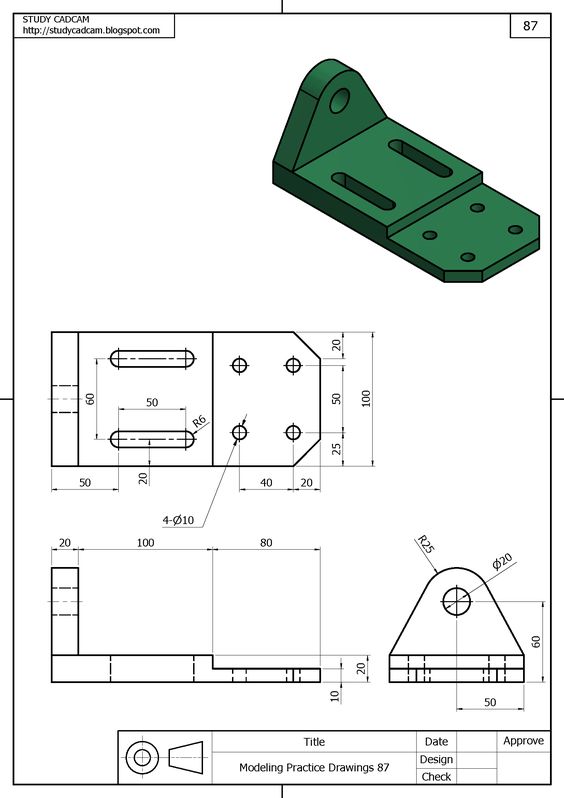 STUDY CADCAM
http://studycadcam.blogspot.com
87
20
60
50
50
100
R6
25
50
20
40
20
4-Ø10
20
100
80
R25
Ø20
60
20
10
50
Title
Date
Approve
Modeling Practice Drawings 87
Design
Check